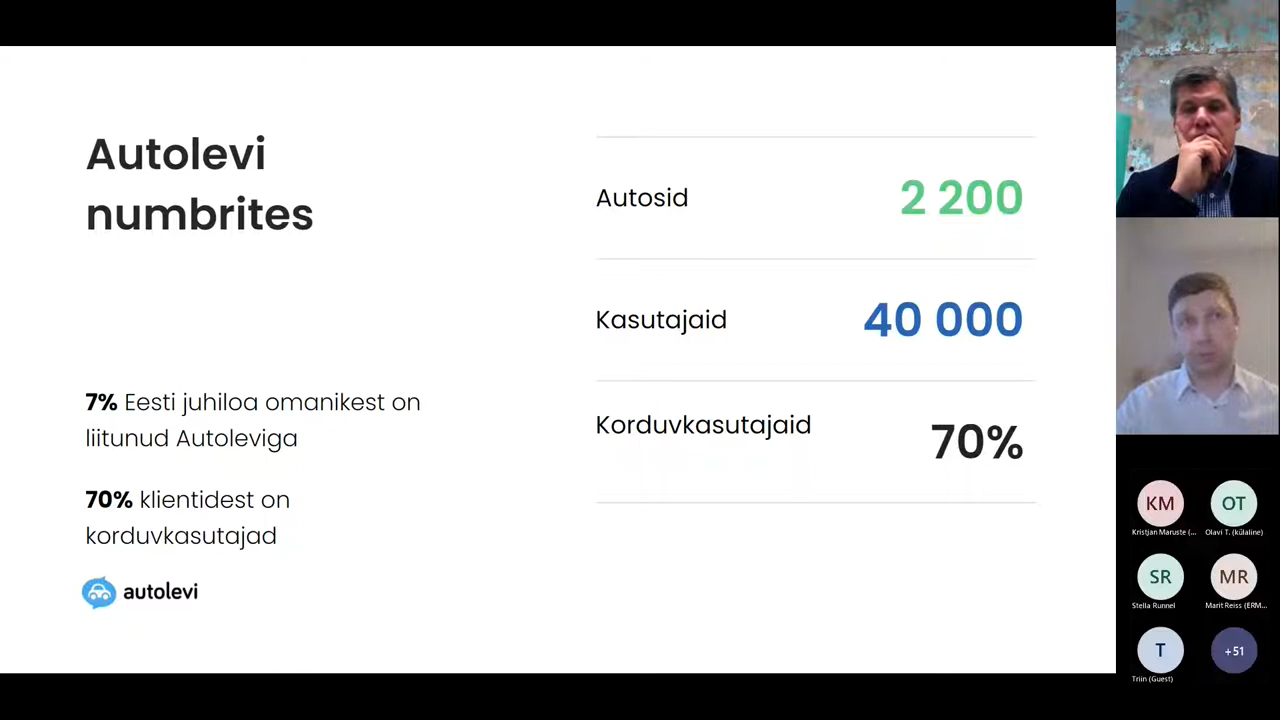 Autolevi
numbrites
Autosid 2 200
Kasutajaid 40 000
Korduvkasutajaid 70%
7% Eesti juhiloa omanikest on
liitunud Autoleviga
70% klientidest on
korduvkasutajad
autolevi
KM OT
Kristjan Maruste (... Olavi T. (külaline)
SR MR
Stella Runnel Marit Reiss (ERM...
T +51
Triin (Guest)